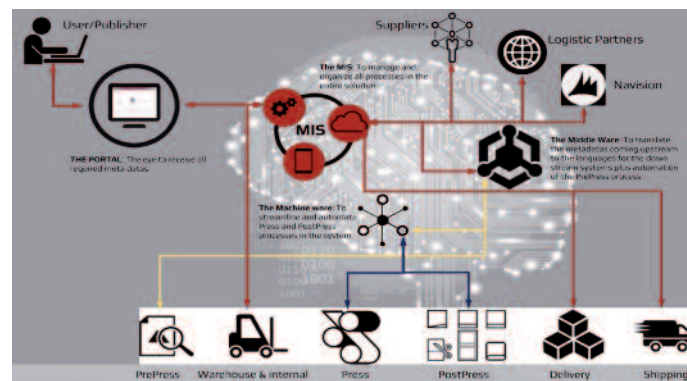 User/Publisher
Suppliers
Logistic Partners
Navision
The MIS: To manage and
organize all processes in the
entire solution
MIS
THE PORTAL: The eye to receive all
required meta datas
The Middle Ware: To translate
the metadatas coming upstream
to the languages for the down
stream systems plus automation
of the PrePress process
The Machine ware: To
streamline and automate
Press and PostPress
processes in the system
0110
0100
1001
PrePress
Warehouse & internal
Press
PostPress
Delivery
Shipping